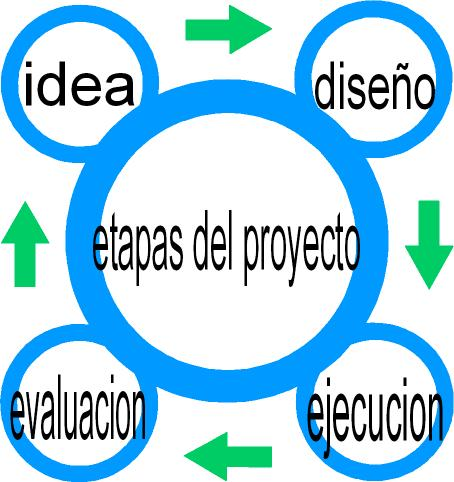 idea
diseño
etapas del proyecto
evaluacion
ejecucion